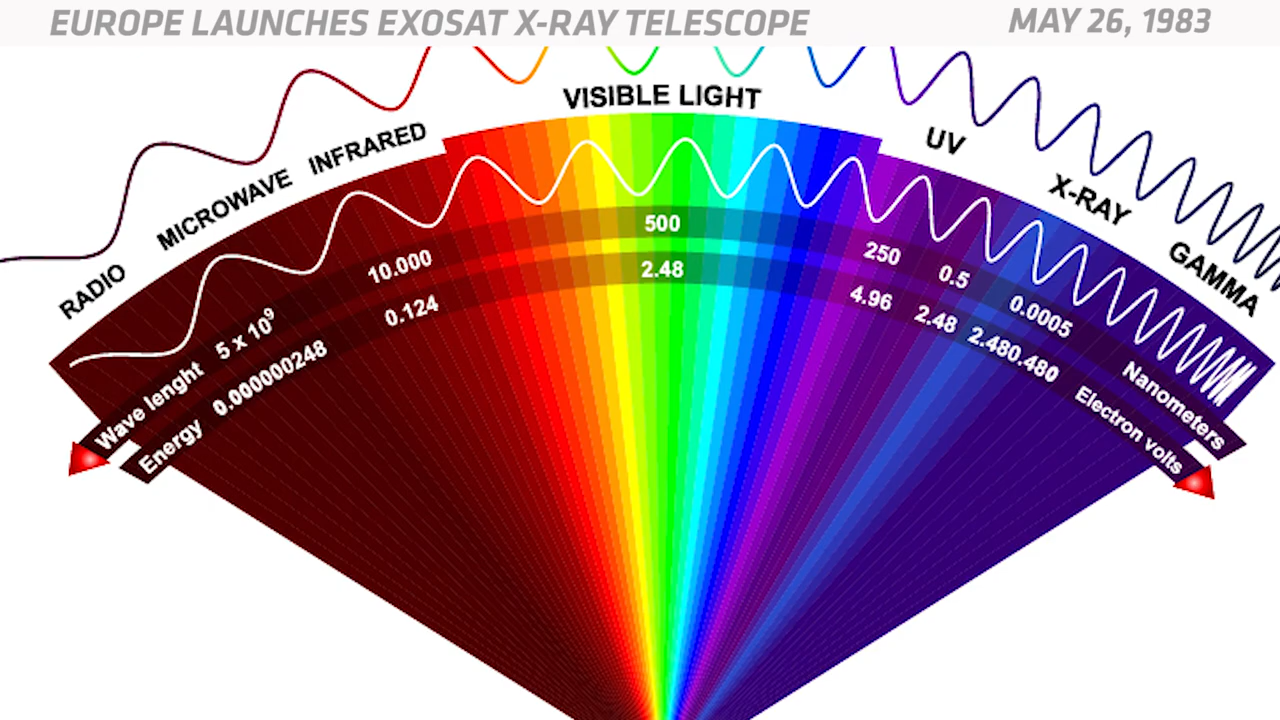 EUROPE LAUNCHES EXOSAT X-RAY TELESCOPE
MAY 26, 1983
RADIO
MICROWAVE
INFRARED
VISIBLE LIGHT
UV
X-RAY
GAMMA
Wave lenght 5 x 10⁹ 10.000 500 250 0.5 0.0005 Nanometers
Energy 0.000000248 0.124 2.48 4.96 2.48 2.480.480 Electron volts